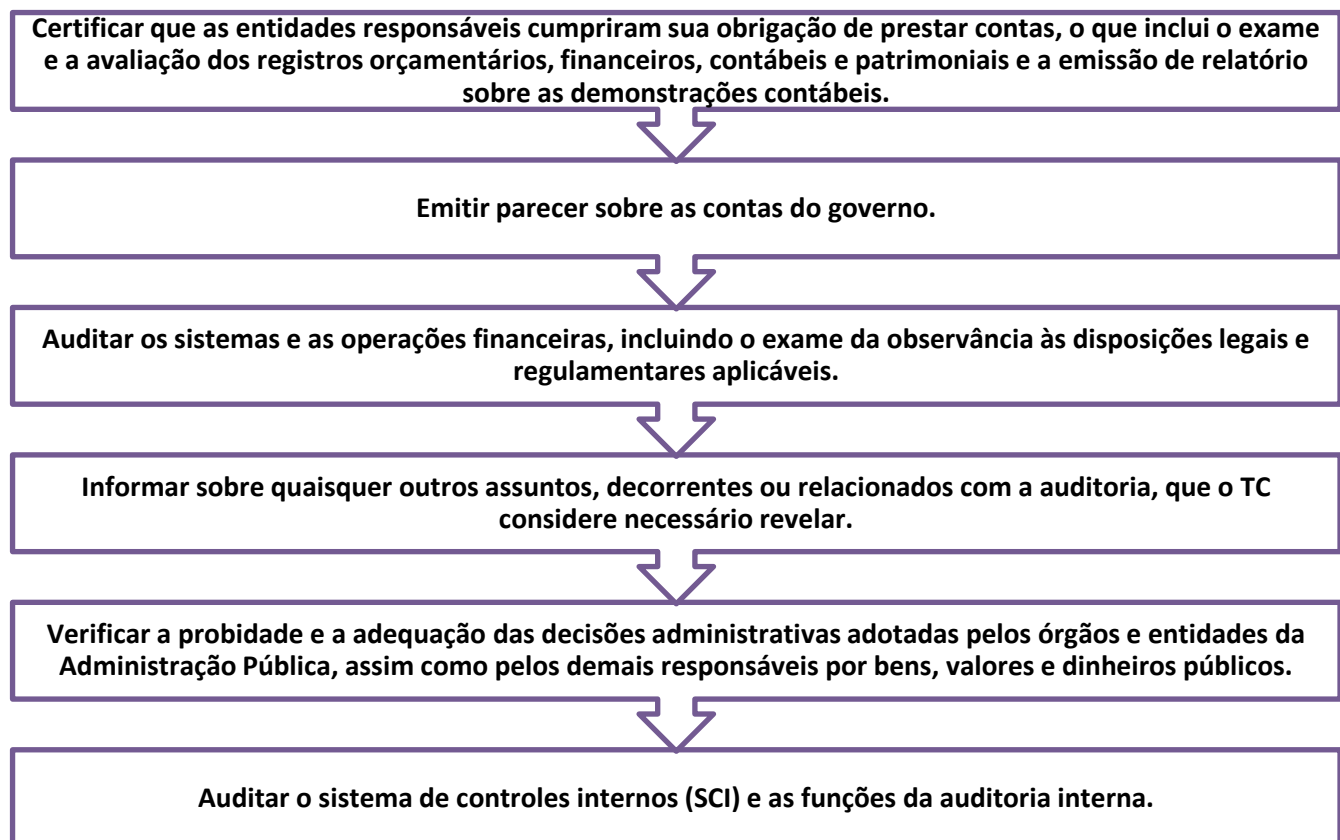 Certificar que as entidades responsáveis cumpriram sua obrigação de prestar contas, o que inclui o exame
e a avaliação dos registros orçamentários, financeiros, contábeis e patrimoniais e a emissão de relatório
sobre as demonstrações contábeis.
Emitir parecer sobre as contas do governo.
Auditar os sistemas e as operações financeiras, incluindo o exame da observância às disposições legais e
regulamentares aplicáveis.
Informar sobre quaisquer outros assuntos, decorrentes ou relacionados com a auditoria, que o TC
considere necessário revelar.
Verificar a probidade e a adequação das decisões administrativas adotadas pelos órgãos e entidades da
Administração Pública, assim como pelos demais responsáveis por bens, valores e dinheiros públicos.
Auditar o sistema de controles internos (SCI) e as funções da auditoria interna.